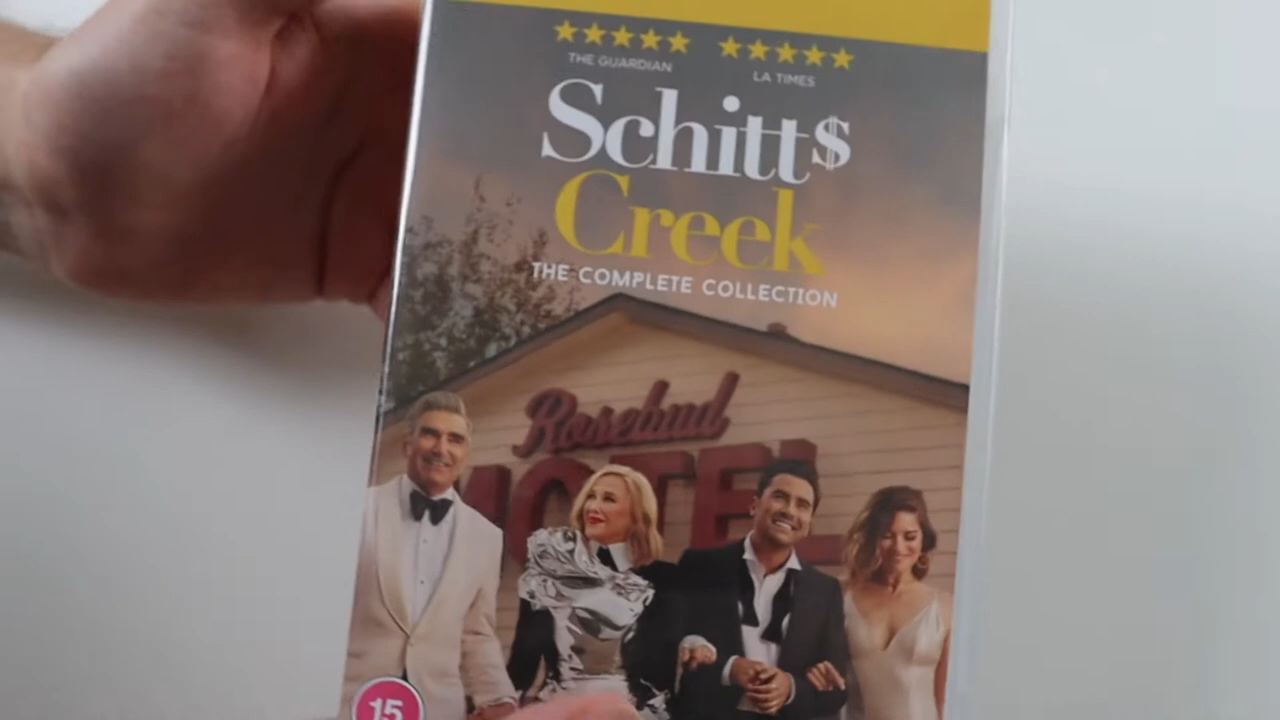 ★★★★★ ★★★★★
THE GUARDIAN LA TIMES
Schitt$
Creek
THE COMPLETE COLLECTION
Rosebud
MOTEL
15